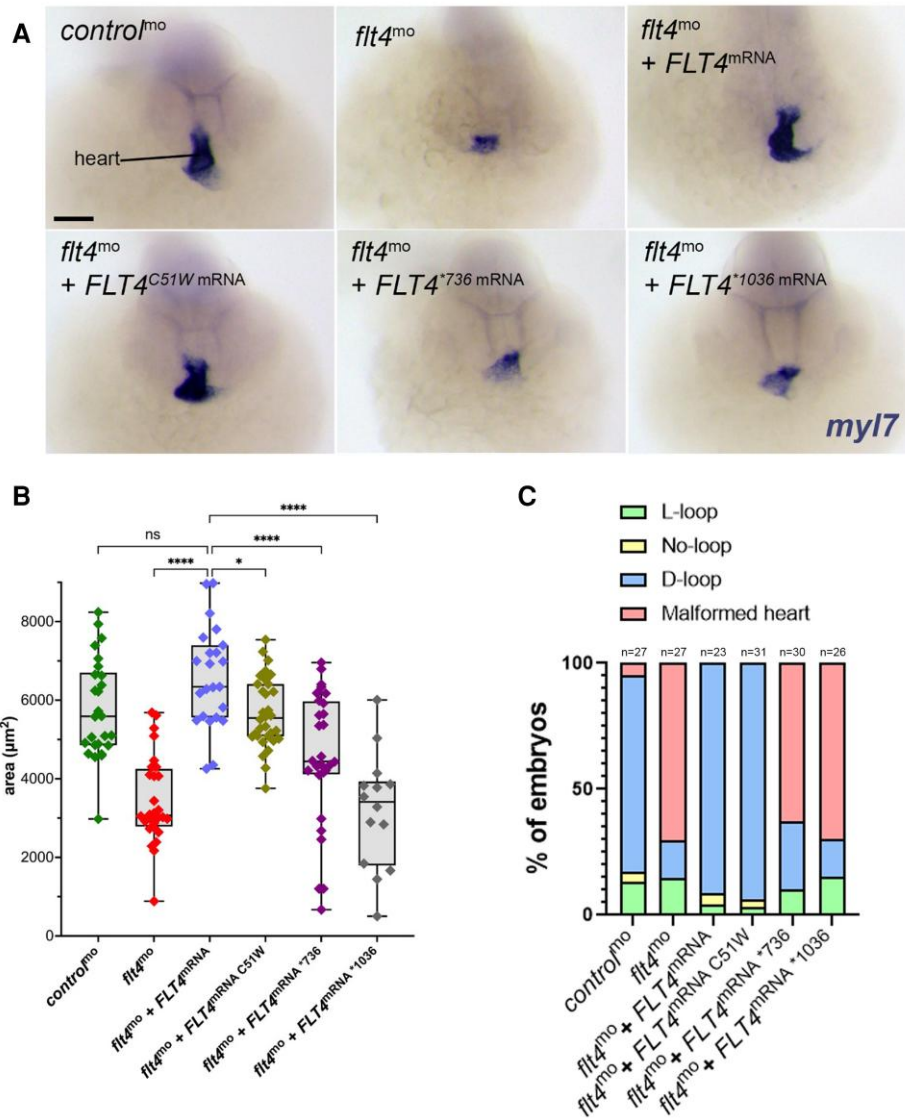 A
control^mo
flt4^mo
flt4^mo
+ FLT4^mRNA
heart
flt4^mo
+ FLT4^C51W mRNA
flt4^mo
+ FLT4^*736 mRNA
flt4^mo
+ FLT4^*1036 mRNA
myl7
B
****
ns
****
****
*
8000
6000
4000
2000
0
area (µm²)
control^mo
flt4^mo
flt4^mo + FLT4^mRNA
flt4^mo + FLT4^mRNA C51W
flt4^mo + FLT4^mRNA *736
flt4^mo + FLT4^mRNA *1036
C
L-loop
No-loop
D-loop
Malformed heart
n=27 n=27 n=23 n=31 n=30 n=26
100
50
0
% of embryos
control^mo
flt4^mo
flt4^mo + FLT4^mRNA
flt4^mo + FLT4^mRNA C51W
flt4^mo + FLT4^mRNA *736
flt4^mo + FLT4^mRNA *1036